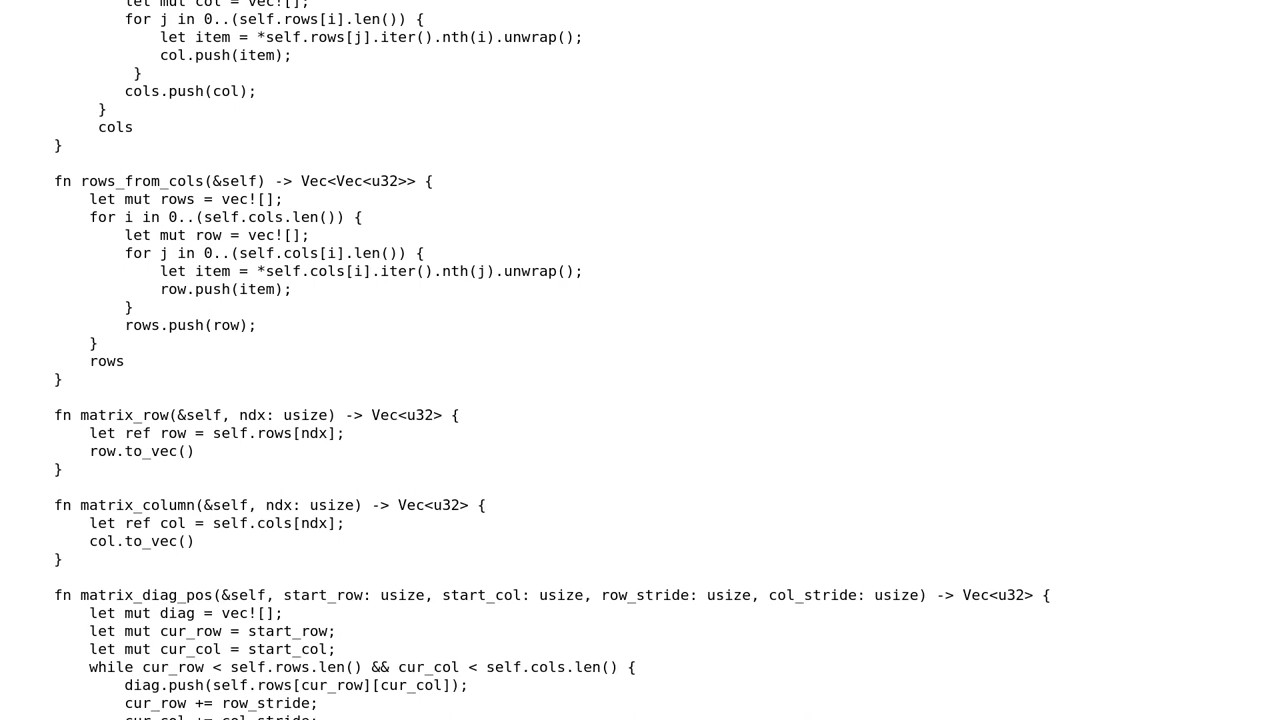 let mut col = vec![];
for j in 0..(self.rows[i].len()) {
let item = *self.rows[j].iter().nth(i).unwrap();
col.push(item);
}
cols.push(col);
}
cols
}
fn rows_from_cols(&self) -> Vec<Vec<u32>> {
let mut rows = vec![];
for i in 0..(self.cols.len()) {
let mut row = vec![];
for j in 0..(self.cols[i].len()) {
let item = *self.cols[i].iter().nth(j).unwrap();
row.push(item);
}
rows.push(row);
}
rows
}
fn matrix_row(&self, ndx: usize) -> Vec<u32> {
let ref row = self.rows[ndx];
row.to_vec()
}
fn matrix_column(&self, ndx: usize) -> Vec<u32> {
let ref col = self.cols[ndx];
col.to_vec()
}
fn matrix_diag_pos(&self, start_row: usize, start_col: usize, row_stride: usize, col_stride: usize) -> Vec<u32> {
let mut diag = vec![];
let mut cur_row = start_row;
let mut cur_col = start_col;
while cur_row < self.rows.len() && cur_col < self.cols.len() {
diag.push(self.rows[cur_row][cur_col]);
cur_row += row_stride;
cur_col += col_stride;